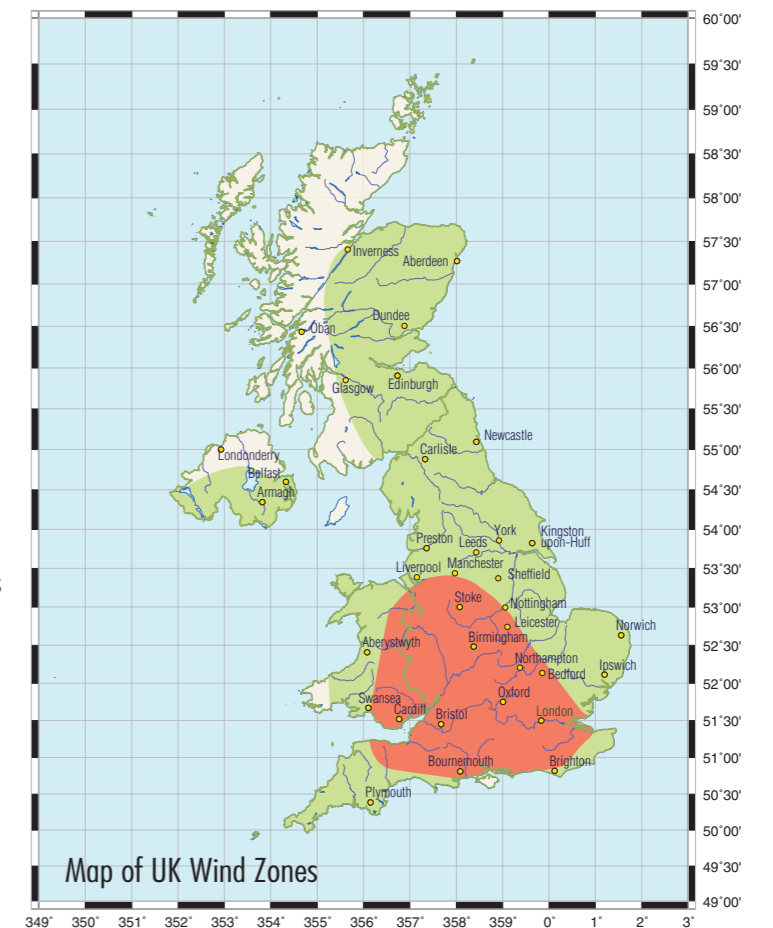 60°00'
59°30'
59°00'
58°30'
58°00'
57°30'
Inverness
Aberdeen
57°00'
Dundee
56°30'
Oban
56°00'
Glasgow
Edinburgh
55°30'
Newcastle
55°00'
Carlisle
Londonderry
Belfast
54°30'
Armagh
54°00'
York
Kingston
upon-Huff
Preston
Leeds
53°30'
Liverpool
Manchester
Sheffield
Stoke
53°00'
Nottingham
Leicester
Norwich
52°30'
Aberystwyth
Birmingham
Northampton
Bedford
Ipswich
52°00'
Swansea
Oxford
Cardiff
Bristol
London
51°30'
51°00'
Bournemouth
Brighton
50°30'
Plymouth
50°00'
49°30'
Map of UK Wind Zones
49°00'
349° 350° 351° 352° 353° 354° 355° 356° 357° 358° 359° 0° 1° 2° 3°